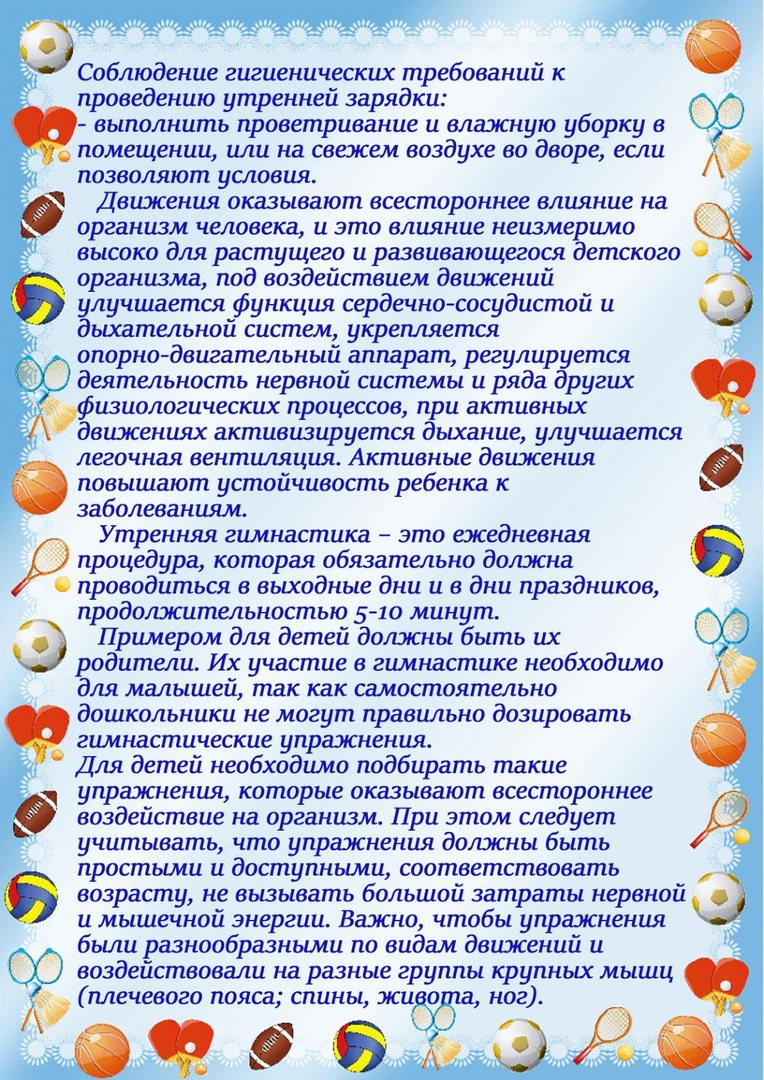 Соблюдение гигиенических требований к
проведению утренней зарядки:
- выполнить проветривание и влажную уборку в
помещении, или на свежем воздухе во дворе, если
позволяют условия.
Движения оказывают всестороннее влияние на
организм человека, и это влияние неизмеримо
высоко для растущего и развивающегося детского
организма, под воздействием движений
улучшается функция сердечно-сосудистой и
дыхательной систем, укрепляется
опорно-двигательный аппарат, регулируется
деятельность нервной системы и ряда других
физиологических процессов, при активных
движениях активизируется дыхание, улучшается
легочная вентиляция. Активные движения
повышают устойчивость ребенка к
заболеваниям.
Утренняя гимнастика – это ежедневная
процедура, которая обязательно должна
проводиться в выходные дни и в дни праздников,
продолжительностью 5-10 минут.
Примером для детей должны быть их
родители. Их участие в гимнастике необходимо
для малышей, так как самостоятельно
дошкольники не могут правильно дозировать
гимнастические упражнения.
Для детей необходимо подбирать такие
упражнения, которые оказывают всестороннее
воздействие на организм. При этом следует
учитывать, что упражнения должны быть
простыми и доступными, соответствовать
возрасту, не вызывать большой затраты нервной
и мышечной энергии. Важно, чтобы упражнения
были разнообразными по видам движений и
воздействовали на разные группы крупных мышц
(плечевого пояса; спины, живота, ног).